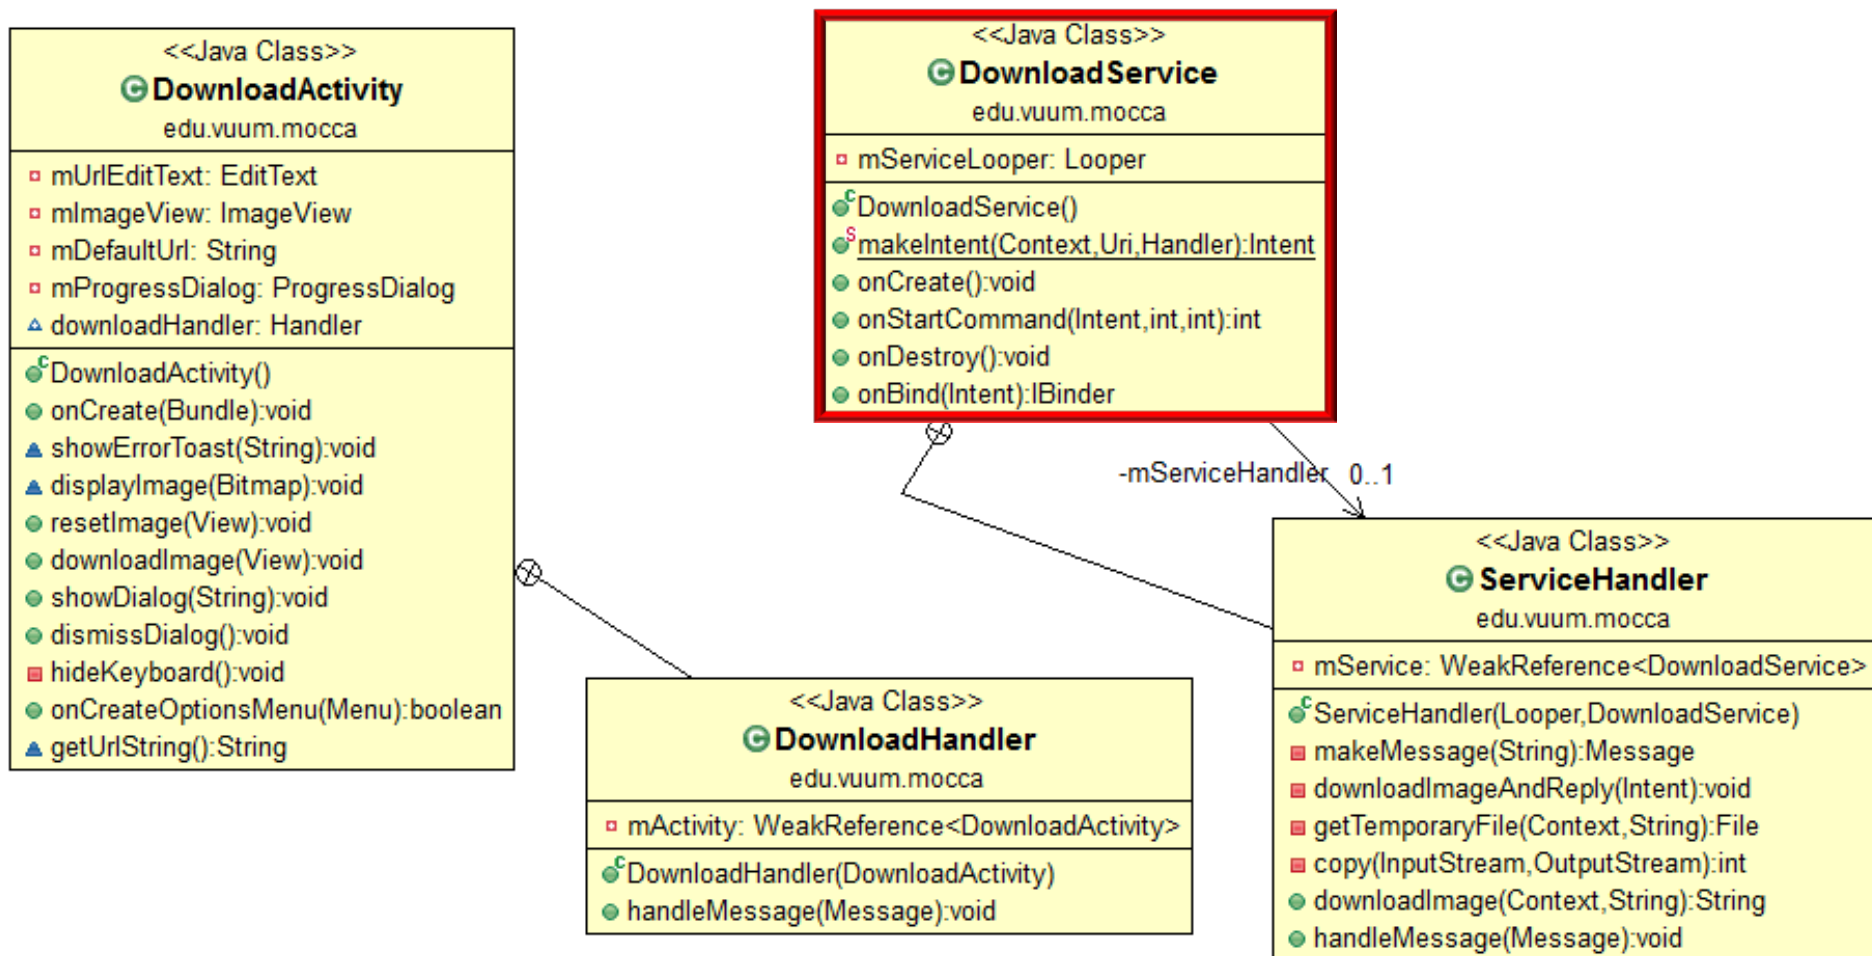 <<Java Class>>
DownloadActivity
edu.vuum.mocca
mUrlEditText: EditText
mImageView: ImageView
mDefaultUrl: String
mProgressDialog: ProgressDialog
downloadHandler: Handler
DownloadActivity()
onCreate(Bundle):void
showErrorToast(String):void
displayImage(Bitmap):void
resetImage(View):void
downloadImage(View):void
showDialog(String):void
dismissDialog():void
hideKeyboard():void
onCreateOptionsMenu(Menu):boolean
getUrlString():String
<<Java Class>>
DownloadService
edu.vuum.mocca
mServiceLooper: Looper
DownloadService()
makeIntent(Context,Uri,Handler):Intent
onCreate():void
onStartCommand(Intent,int,int):int
onDestroy():void
onBind(Intent):IBinder
-mServiceHandler 0..1
<<Java Class>>
DownloadHandler
edu.vuum.mocca
mActivity: WeakReference<DownloadActivity>
DownloadHandler(DownloadActivity)
handleMessage(Message):void
<<Java Class>>
ServiceHandler
edu.vuum.mocca
mService: WeakReference<DownloadService>
ServiceHandler(Looper,DownloadService)
makeMessage(String):Message
downloadImageAndReply(Intent):void
getTemporaryFile(Context,String):File
copy(InputStream,OutputStream):int
downloadImage(Context,String):String
handleMessage(Message):void